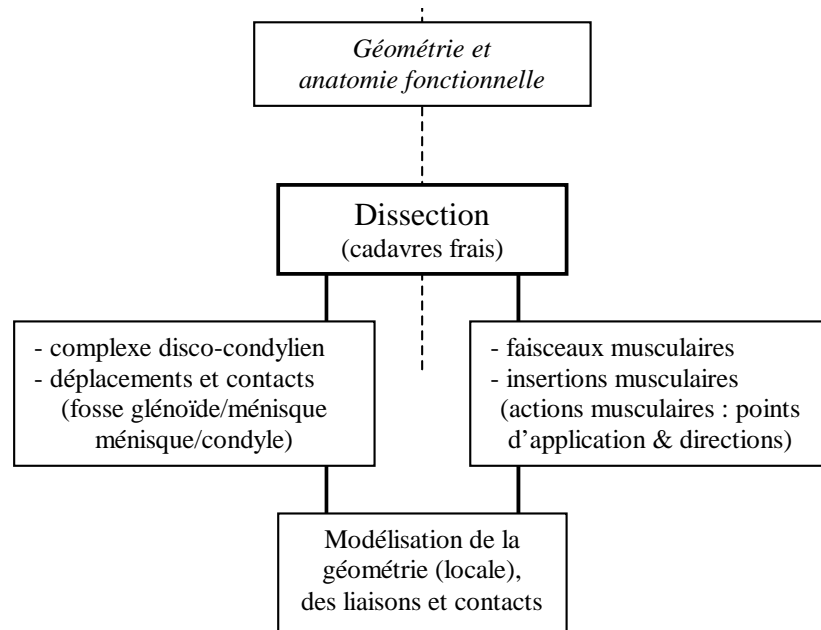 Géométrie et
anatomie fonctionnelle
Dissection
(cadavres frais)
- complexe disco-condylien
- déplacements et contacts
(fosse glénoïde/ménisque
ménisque/condyle)
- faisceaux musculaires
- insertions musculaires
(actions musculaires : points
d’application & directions)
Modélisation de la
géométrie (locale),
des liaisons et contacts